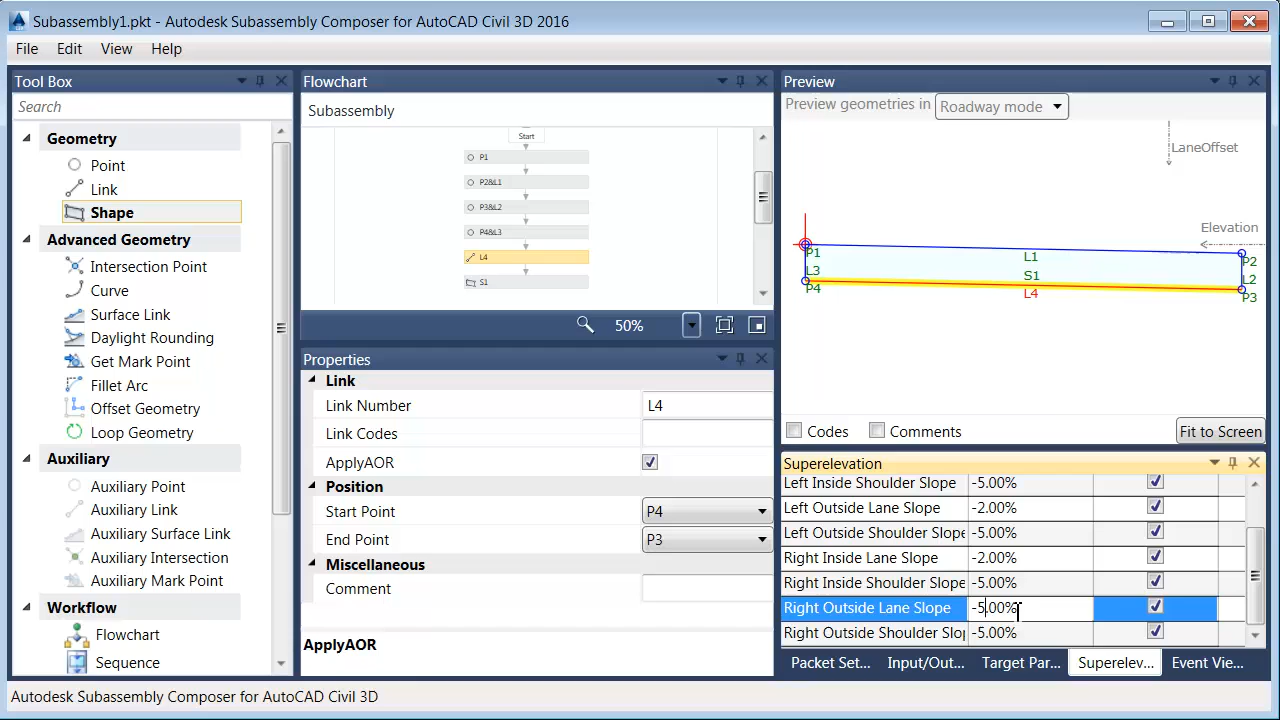 Subassembly1.pkt - Autodesk Subassembly Composer for AutoCAD Civil 3D 2016
File Edit View Help
Tool Box
Search
Geometry
Point
Link
Shape
Advanced Geometry
Intersection Point
Curve
Surface Link
Daylight Rounding
Get Mark Point
Fillet Arc
Offset Geometry
Loop Geometry
Auxiliary
Auxiliary Point
Auxiliary Link
Auxiliary Surface Link
Auxiliary Intersection
Auxiliary Mark Point
Workflow
Flowchart
Sequence
Flowchart
Subassembly
Start
P1
P2&L1
P3&L2
P4&L3
L4
S1
50%
Properties
Link
Link Number L4
Link Codes
ApplyAOR
Position
Start Point P4
End Point P3
Miscellaneous
Comment
ApplyAOR
Preview
Preview geometries in Roadway mode
LaneOffset
Elevation
P1 L1 P2
L3 S1 L2
P4 L4 P3
Codes Comments Fit to Screen
Superelevation
Left Inside Shoulder Slope -5.00%
Left Outside Lane Slope -2.00%
Left Outside Shoulder Slope -5.00%
Right Inside Lane Slope -2.00%
Right Inside Shoulder Slope -5.00%
Right Outside Lane Slope -5.00%
Right Outside Shoulder Slo -5.00%
Packet Set... Input/Out... Target Par... Superelev... Event Vie...
Autodesk Subassembly Composer for AutoCAD Civil 3D